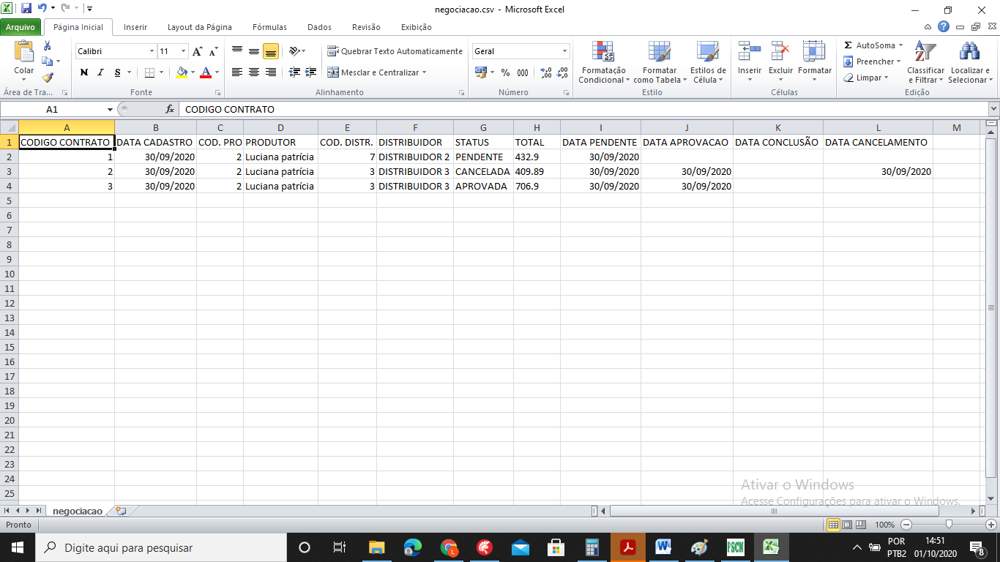 negociacao.csv - Microsoft Excel
Arquivo Página Inicial Inserir Layout da Página Fórmulas Dados Revisão Exibição
Colar
Calibri 11
N I S
Quebrar Texto Automaticamente
Mesclar e Centralizar
Geral
% 000
Formatação Condicional
Formatar como Tabela
Estilos de Célula
Inserir Excluir Formatar
AutoSoma
Preencher
Limpar
Classificar e Filtrar
Localizar e Selecionar
Área de Tra... Fonte Alinhamento Número Estilo Células Edição
A1 fx CODIGO CONTRATO
A B C D E F G H I J K L M
1 CODIGO CONTRATO DATA CADASTRO COD. PRO PRODUTOR COD. DISTR. DISTRIBUIDOR STATUS TOTAL DATA PENDENTE DATA APROVACAO DATA CONCLUSÃO DATA CANCELAMENTO
2 1 30/09/2020 2 Luciana patrícia 7 DISTRIBUIDOR 2 PENDENTE 432.9 30/09/2020
3 2 30/09/2020 2 Luciana patrícia 3 DISTRIBUIDOR 3 CANCELADA 409.89 30/09/2020 30/09/2020 30/09/2020
4 3 30/09/2020 2 Luciana patrícia 3 DISTRIBUIDOR 3 APROVADA 706.9 30/09/2020 30/09/2020
5
6
7
8
9
10
11
12
13
14
15
16
17
18
19
20
21
22
23
24
25
Ativar o Windows
Acesse Configurações para ativar o Windows.
negociacao
Pronto 100%
Digite aqui para pesquisar
PSCN
POR
PTB2
14:51
01/10/2020
8